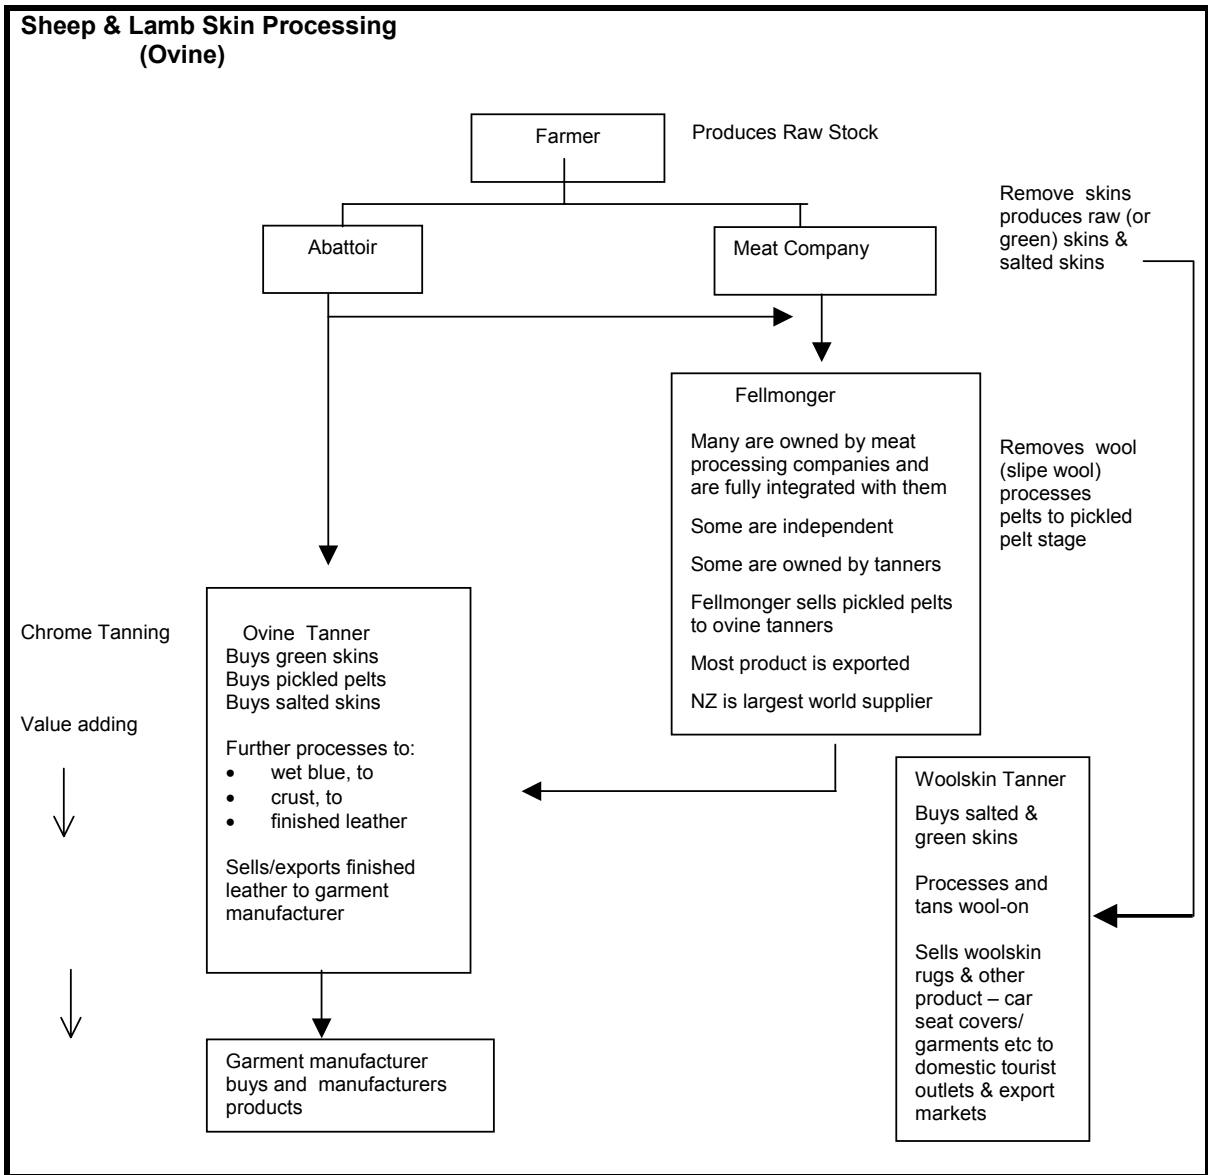 Sheep & Lamb Skin Processing
(Ovine)
Farmer
Produces Raw Stock
Remove skins
produces raw (or
green) skins &
salted skins
Abattoir
Meat Company
Fellmonger
Many are owned by meat
processing companies and
are fully integrated with them
Some are independent
Some are owned by tanners
Fellmonger sells pickled pelts
to ovine tanners
Most product is exported
NZ is largest world supplier
Removes wool
(slipe wool)
processes
pelts to pickled
pelt stage
Chrome Tanning
Value adding
Ovine Tanner
Buys green skins
Buys pickled pelts
Buys salted skins
Further processes to:
• wet blue, to
• crust, to
• finished leather
Sells/exports finished
leather to garment
manufacturer
Woolskin Tanner
Buys salted &
green skins
Processes and
tans wool-on
Sells woolskin
rugs & other
product – car
seat covers/
garments etc to
domestic tourist
outlets & export
markets
Garment manufacturer
buys and manufacturers
products